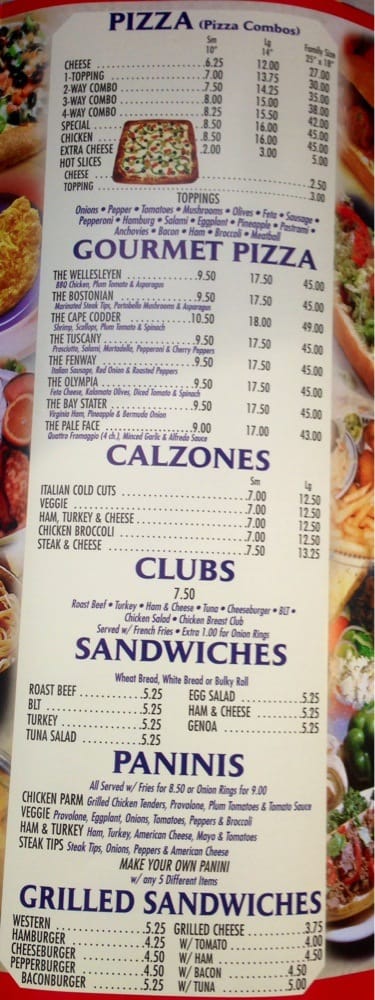 PIZZA (Pizza Combos)
Sm 10" Lg 14" Family Size 25" x 18"
CHEESE 6.25 12.00 27.00
1-TOPPING 7.00 13.75 30.00
2-WAY COMBO 7.50 14.25 35.00
3-WAY COMBO 8.00 15.00 38.00
4-WAY COMBO 8.25 15.50 42.00
SPECIAL 8.50 16.00 45.00
CHICKEN 8.50 16.00 45.00
EXTRA CHEESE 2.00 3.00 5.00
HOT SLICES
CHEESE 2.50
TOPPING 3.00
TOPPINGS
Onions • Pepper • Tomatoes • Mushrooms • Olives • Feta • Sausage •
Pepperoni • Hamburg • Salami • Eggplant • Pineapple • Pastrami •
Anchovies • Bacon • Ham • Broccoli • Meatball
GOURMET PIZZA
THE WELLESLEYEN 9.50 17.50 45.00
BBQ Chicken, Plum Tomato & Asparagus
THE BOSTONIAN 9.50 17.50 45.00
Marinated Steak Tips, Portobello Mushrooms & Asparagus
THE CAPE CODDER 10.50 18.00 49.00
Shrimp, Scallops, Plum Tomato & Spinach
THE TUSCANY 9.50 17.50 45.00
Prosciutto, Salami, Mortadella, Pepperoni & Cherry Peppers
THE FENWAY 9.50 17.50 45.00
Italian Sausage, Red Onion & Roasted Peppers
THE OLYMPIA 9.50 17.50 45.00
Feta Cheese, Kalamata Olives, Diced Tomato & Spinach
THE BAY STATER 9.50 17.50 45.00
Virginia Ham, Pineapple & Bermuda Onion
THE PALE FACE 9.00 17.00 43.00
Quattro Fromaggio (4 ch.), Minced Garlic & Alfredo Sauce
CALZONES
Sm Lg
ITALIAN COLD CUTS 7.00 12.50
VEGGIE 7.00 12.50
HAM, TURKEY & CHEESE 7.00 12.50
CHICKEN BROCCOLI 7.00 12.50
STEAK & CHEESE 7.50 13.25
CLUBS
7.50
Roast Beef • Turkey • Ham & Cheese • Tuna • Cheeseburger • BLT •
Chicken Salad • Chicken Breast Club
Served w/ French Fries • Extra 1.00 for Onion Rings
SANDWICHES
Wheat Bread, White Bread or Bulky Roll
ROAST BEEF 5.25 EGG SALAD 5.25
BLT 5.25 HAM & CHEESE 5.25
TURKEY 5.25 GENOA 5.25
TUNA SALAD 5.25
PANINIS
All Served w/ Fries for 8.50 or Onion Rings for 9.00
CHICKEN PARM Grilled Chicken Tenders, Provolone, Plum Tomatoes & Tomato Sauce
VEGGIE Provolone, Eggplant, Onions, Tomatoes, Peppers & Broccoli
HAM & TURKEY Ham, Turkey, American Cheese, Mayo & Tomatoes
STEAK TIPS Steak Tips, Onions, Peppers & American Cheese
MAKE YOUR OWN PANINI
w/ any 5 Different Items
GRILLED SANDWICHES
WESTERN 5.25 GRILLED CHEESE 3.75
HAMBURGER 4.25 W/ TOMATO 4.00
CHEESEBURGER 4.50 W/ HAM 4.50
PEPPERBURGER 4.50 W/ BACON 4.50
BACONBURGER 5.25 W/ TUNA 5.00